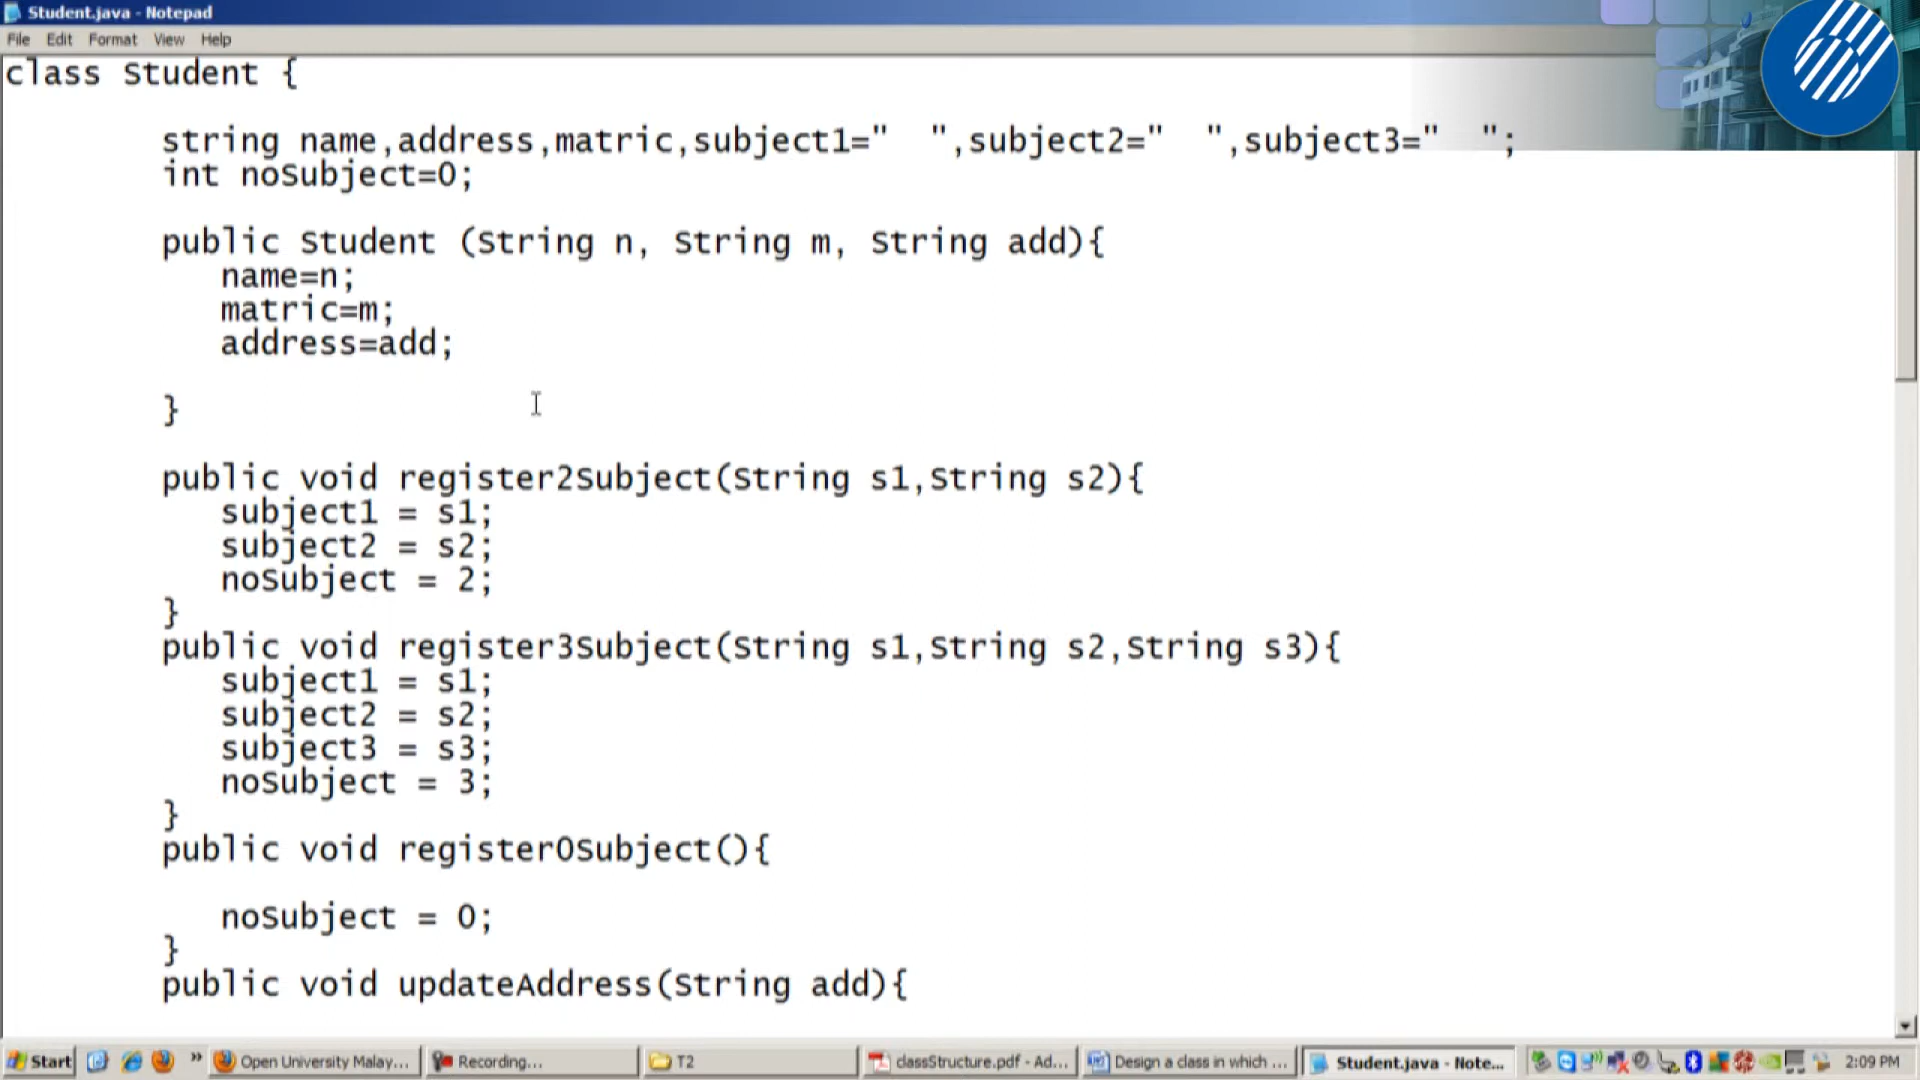 Student.java - Notepad
File Edit Format View Help
class Student {
string name,address,matric,subject1="  ",subject2="  ",subject3="  ";
int noSubject=0;
public Student (String n, String m, String add){
name=n;
matric=m;
address=add;
}
public void register2Subject(String s1,String s2){
subject1 = s1;
subject2 = s2;
noSubject = 2;
}
public void register3Subject(String s1,String s2,String s3){
subject1 = s1;
subject2 = s2;
subject3 = s3;
noSubject = 3;
}
public void register0Subject(){
noSubject = 0;
}
public void updateAddress(String add){
Start » Open University Malay... Recording... T2 classStructure.pdf - Ad... Design a class in which ... Student.java - Note... 2:09 PM